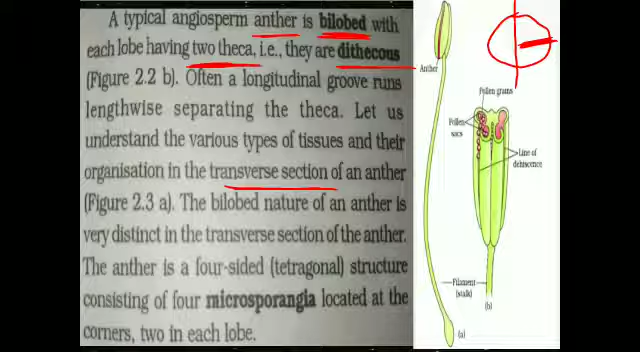 A typical angiosperm anther is bilobed with
each lobe having two theca, i.e., they are dithecous
(Figure 2.2 b). Often a longitudinal groove runs
lengthwise separating the theca. Let us
understand the various types of tissues and their
organisation in the transverse section of an anther
(Figure 2.3 a). The bilobed nature of an anther is
very distinct in the transverse section of the anther.
The anther is a four-sided (tetragonal) structure
consisting of four microsporangia located at the
corners, two in each lobe.
Anther
Pollen grains
Pollen
sacs
Line of
dehiscence
Filament
(stalk)
(b)
(a)